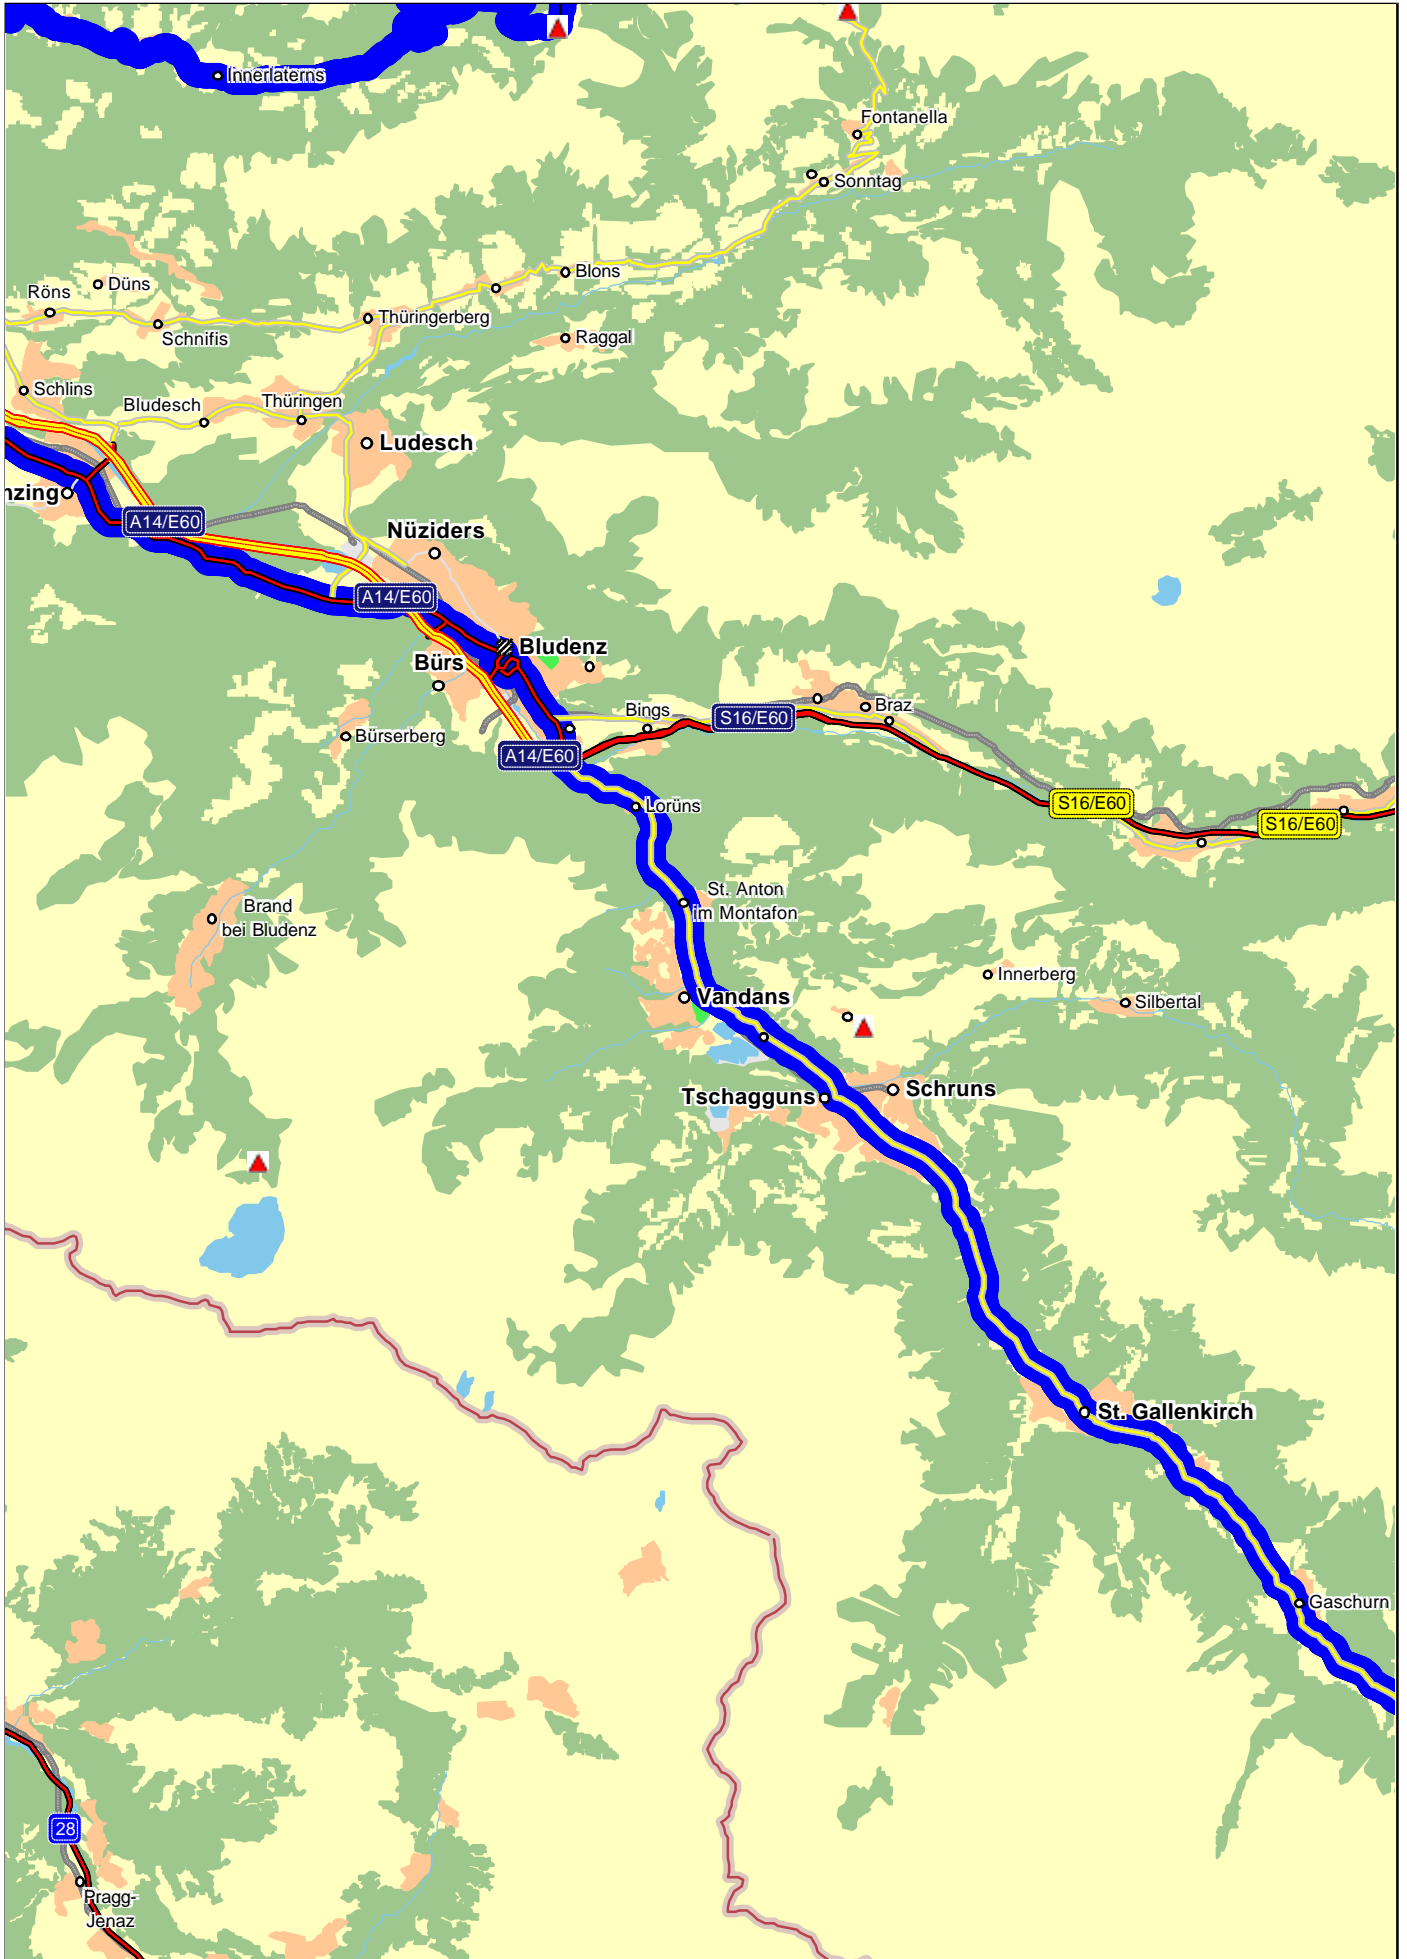 Innerlaterns
Fontanella
Sonntag
Blons
Düns
Röns
Thüringerberg
Schnifis
Raggal
Schlins
Bludesch
Thüringen
Ludesch
nzing
A14/E60
Nüziders
A14/E60
Bludenz
Bürs
Braz
Bings
S16/E60
Bürserberg
A14/E60
Lorüns
S16/E60
S16/E60
St. Anton
im Montafon
Brand
bei Bludenz
Innerberg
Vandans
Silbertal
Schruns
Tschagguns
St. Gallenkirch
Gaschurn
28
Pragg-
Jenaz